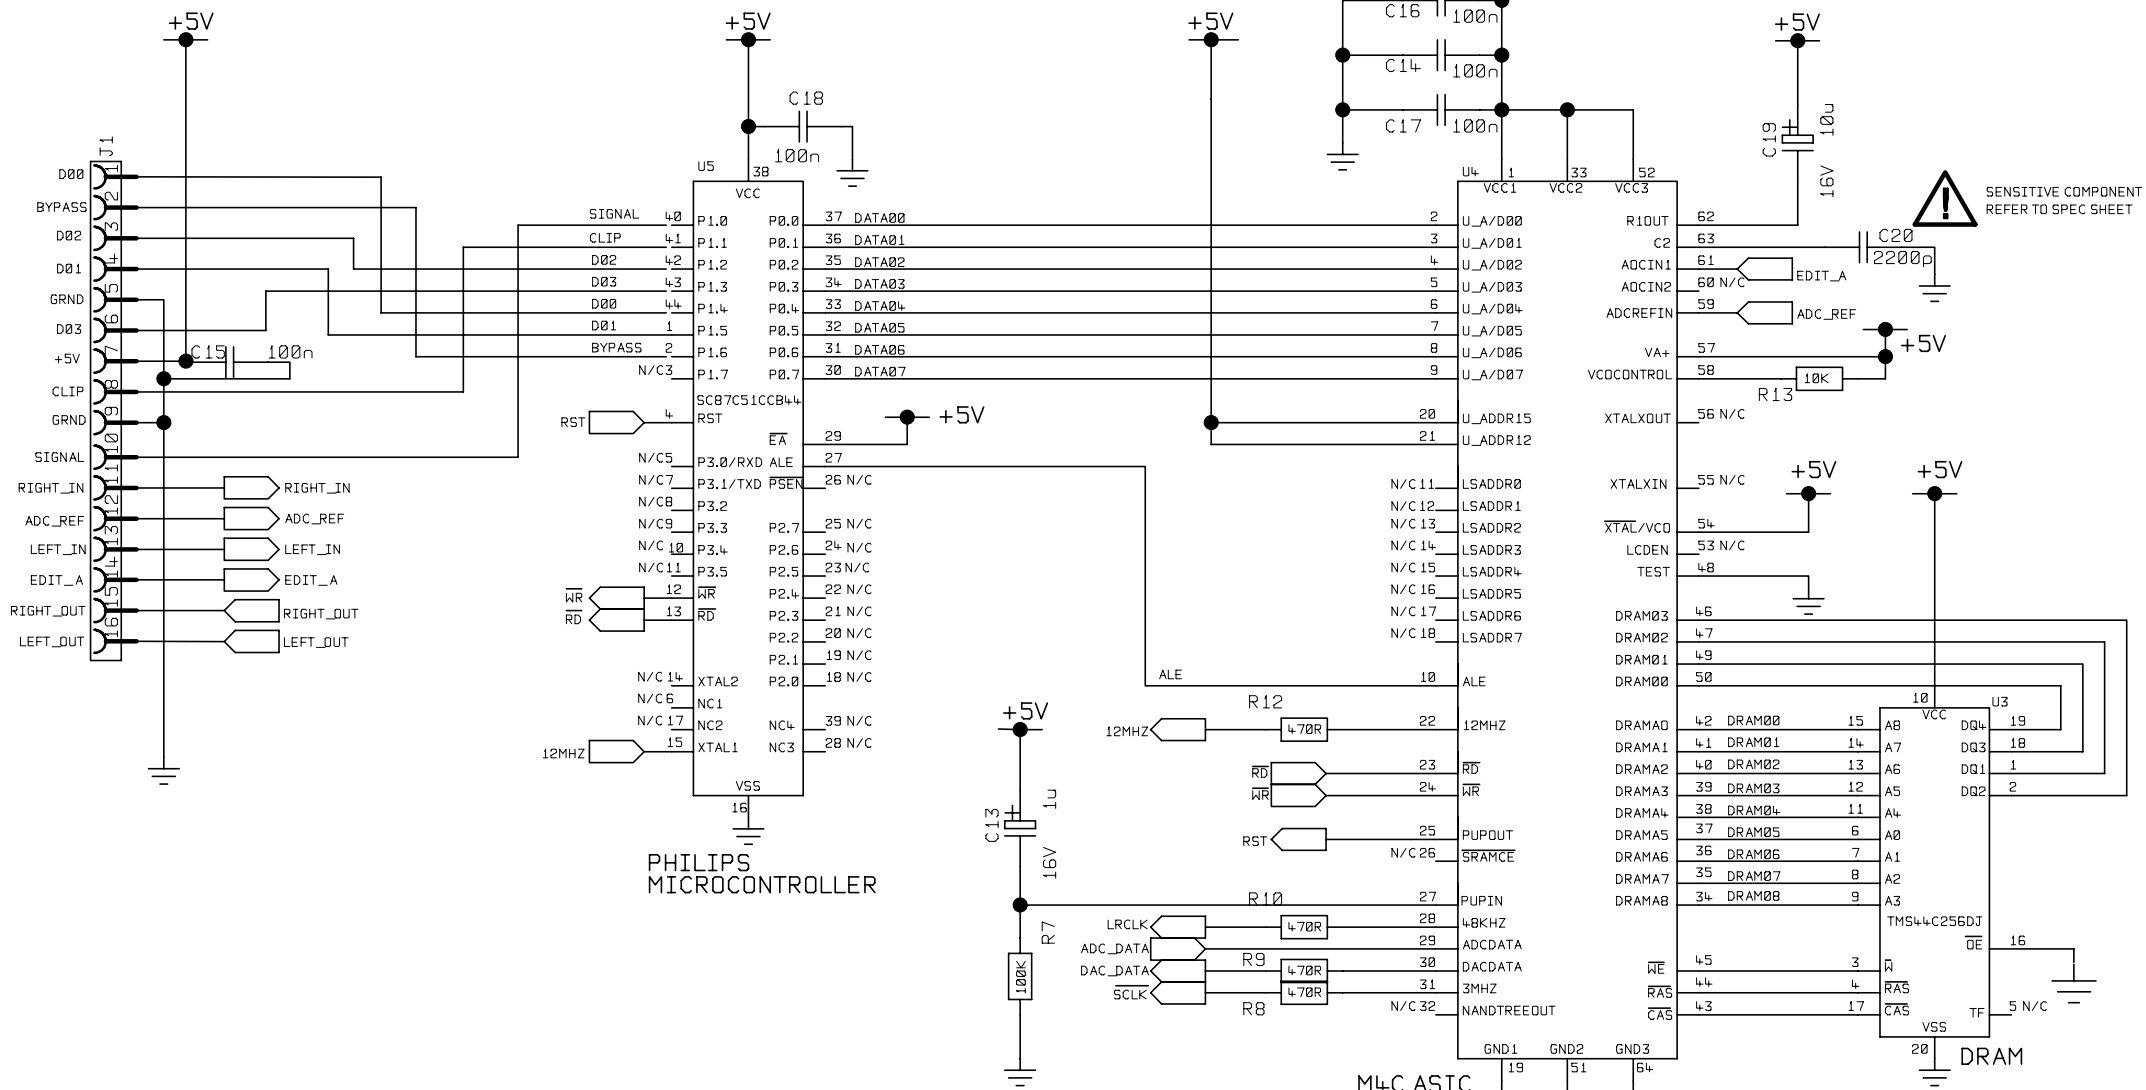 +5V
+5V
+5V
+5V
C16
100n
C14
100n
C17
100n
C18
100n
C19
10u
16V
J1
D00
1
BYPASS
2
D02
3
D01
4
GRND
5
D03
6
+5V
7
CLIP
8
GRND
9
SIGNAL
10
RIGHT_IN
11
ADC_REF
12
LEFT_IN
13
EDIT_A
14
RIGHT_OUT
15
LEFT_OUT
16
C15
100n
RIGHT_IN
ADC_REF
LEFT_IN
EDIT_A
RIGHT_OUT
LEFT_OUT
U5
38
VCC
SIGNAL 40 P1.0
CLIP 41 P1.1
D02 42 P1.2
D03 43 P1.3
D00 44 P1.4
D01 1 P1.5
BYPASS 2 P1.6
N/C 3 P1.7
SC87C51CCB44
RST 4 RST
N/C 5 P3.0/RXD
N/C 7 P3.1/TXD
N/C 8 P3.2
N/C 9 P3.3
N/C 10 P3.4
N/C 11 P3.5
WR 12 WR
RD 13 RD
N/C 14 XTAL2
N/C 6 NC1
N/C 17 NC2
12MHZ 15 XTAL1
P0.0 37 DATA00
P0.1 36 DATA01
P0.2 35 DATA02
P0.3 34 DATA03
P0.4 33 DATA04
P0.5 32 DATA05
P0.6 31 DATA06
P0.7 30 DATA07
EA 29
+5V
ALE 27
PSEN 26 N/C
P2.7 25 N/C
P2.6 24 N/C
P2.5 23 N/C
P2.4 22 N/C
P2.3 21 N/C
P2.2 20 N/C
P2.1 19 N/C
P2.0 18 N/C
NC4 39 N/C
NC3 28 N/C
VSS
16
PHILIPS
MICROCONTROLLER
+5V
C13
1u
16V
R7
100K
U4
1 33 52
VCC1 VCC2 VCC3
2 U_A/D00
3 U_A/D01
4 U_A/D02
5 U_A/D03
6 U_A/D04
7 U_A/D05
8 U_A/D06
9 U_A/D07
20 U_ADDR15
21 U_ADDR12
N/C 11 LSADDR0
N/C 12 LSADDR1
N/C 13 LSADDR2
N/C 14 LSADDR3
N/C 15 LSADDR4
N/C 16 LSADDR5
N/C 17 LSADDR6
N/C 18 LSADDR7
ALE 10 ALE
R12
12MHZ 470R 22 12MHZ
RD 23 RD
WR 24 WR
RST 25 PUPOUT
N/C 26 SRAMCE
27 PUPIN
R10
LRCLK 470R 28 48KHZ
ADC_DATA 29 ADCDATA
DAC_DATA R9 470R 30 DACDATA
SCLK 470R 31 3MHZ
R8
N/C 32 NANDTREEOUT
R1OUT 62
C2 63
C20
2200p
ADCIN1 61
EDIT_A
ADCIN2 60 N/C
ADCREFIN 59 ADC_REF
VA+ 57
+5V
VCOCONTROL 58 10K
R13
XTALXOUT 56 N/C
XTALXIN 55 N/C
+5V
XTAL/VCO 54
LCDEN 53 N/C
TEST 48
DRAM03 46
DRAM02 47
DRAM01 49
DRAM00 50
DRAMA0 42 DRAM00
DRAMA1 41 DRAM01
DRAMA2 40 DRAM02
DRAMA3 39 DRAM03
DRAMA4 38 DRAM04
DRAMA5 37 DRAM05
DRAMA6 36 DRAM06
DRAMA7 35 DRAM07
DRAMA8 34 DRAM08
WE 45
RAS 44
CAS 43
GND1 GND2 GND3
19 51 64
M4C ASIC
!
SENSITIVE COMPONENT
REFER TO SPEC SHEET
+5V
10
VCC
U3
15 A8
14 A7
13 A6
12 A5
11 A4
6 A0
7 A1
8 A2
9 A3
DQ4 19
DQ3 18
DQ1 1
DQ2 2
TMS44C256DJ
OE 16
3 W
4 RAS
17 CAS
TF 5 N/C
VSS
20
DRAM